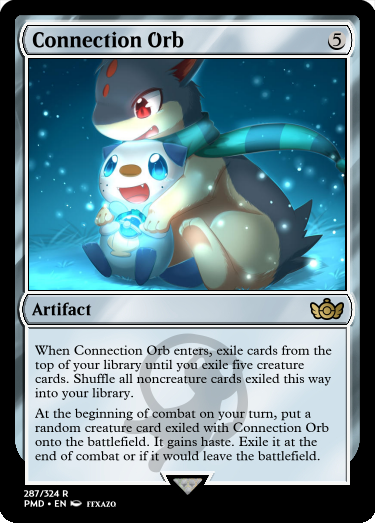 Connection Orb 5
Artifact
When Connection Orb enters, exile cards from the
top of your library until you exile five creature
cards. Shuffle all noncreature cards exiled this way
into your library.
At the beginning of combat on your turn, put a
random creature card exiled with Connection Orb
onto the battlefield. It gains haste. Exile it at the
end of combat or if it would leave the battlefield.
287/324 R
PMD • EN ITXAZO